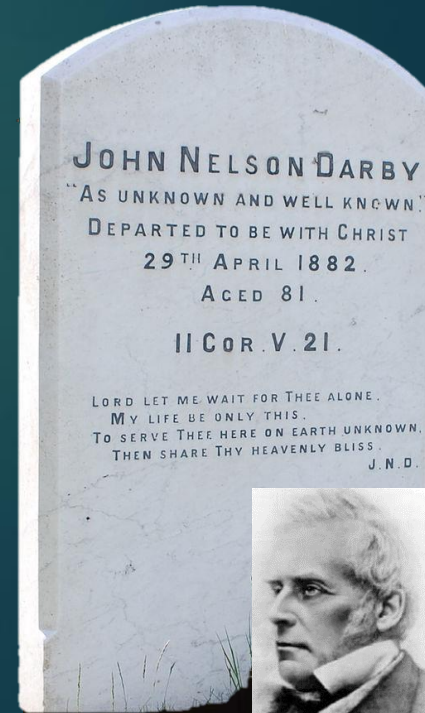 JOHN NELSON DARBY
"AS UNKNOWN AND WELL KNOWN."
DEPARTED TO BE WITH CHRIST
29TH APRIL 1882.
AGED 81.
II COR. V. 21.
LORD LET ME WAIT FOR THEE ALONE,
MY LIFE BE ONLY THIS,
TO SERVE THEE HERE ON EARTH UNKNOWN,
THEN SHARE THY HEAVENLY BLISS.
J.N.D.